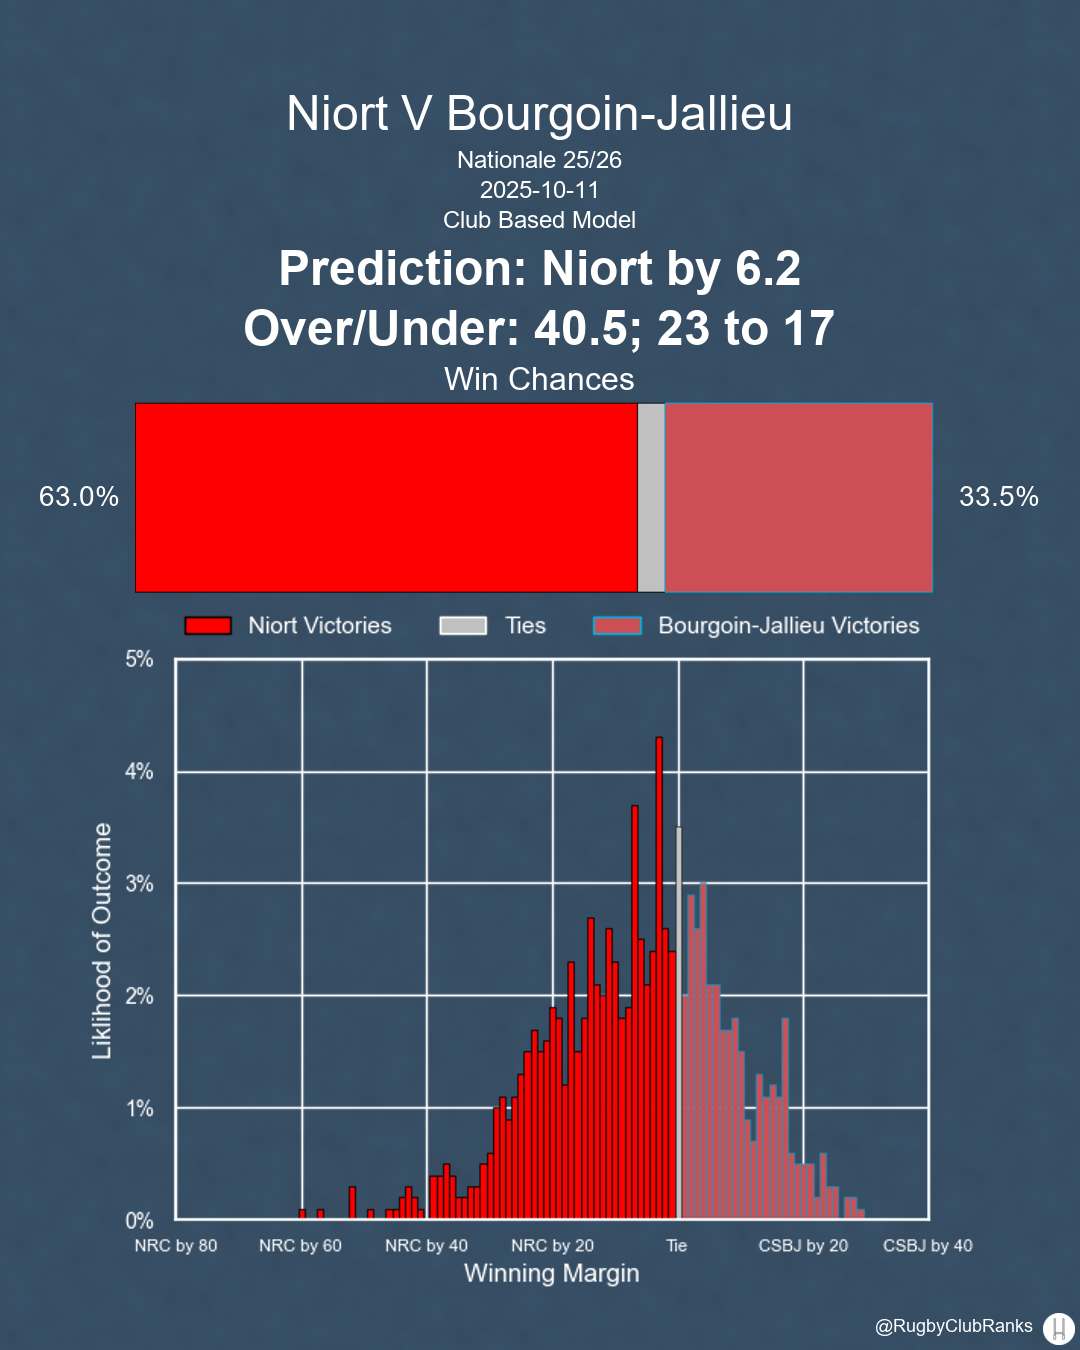 Niort V Bourgoin-Jallieu
Nationale 25/26
2025-10-11
Club Based Model
Prediction: Niort by 6.2
Over/Under: 40.5; 23 to 17
Win Chances
63.0%
33.5%
Niort Victories
Ties
Bourgoin-Jallieu Victories
5%
4%
3%
2%
1%
0%
Liklihood of Outcome
NRC by 80
NRC by 60
NRC by 40
NRC by 20
Tie
CSBJ by 20
CSBJ by 40
Winning Margin
@RugbyClubRanks